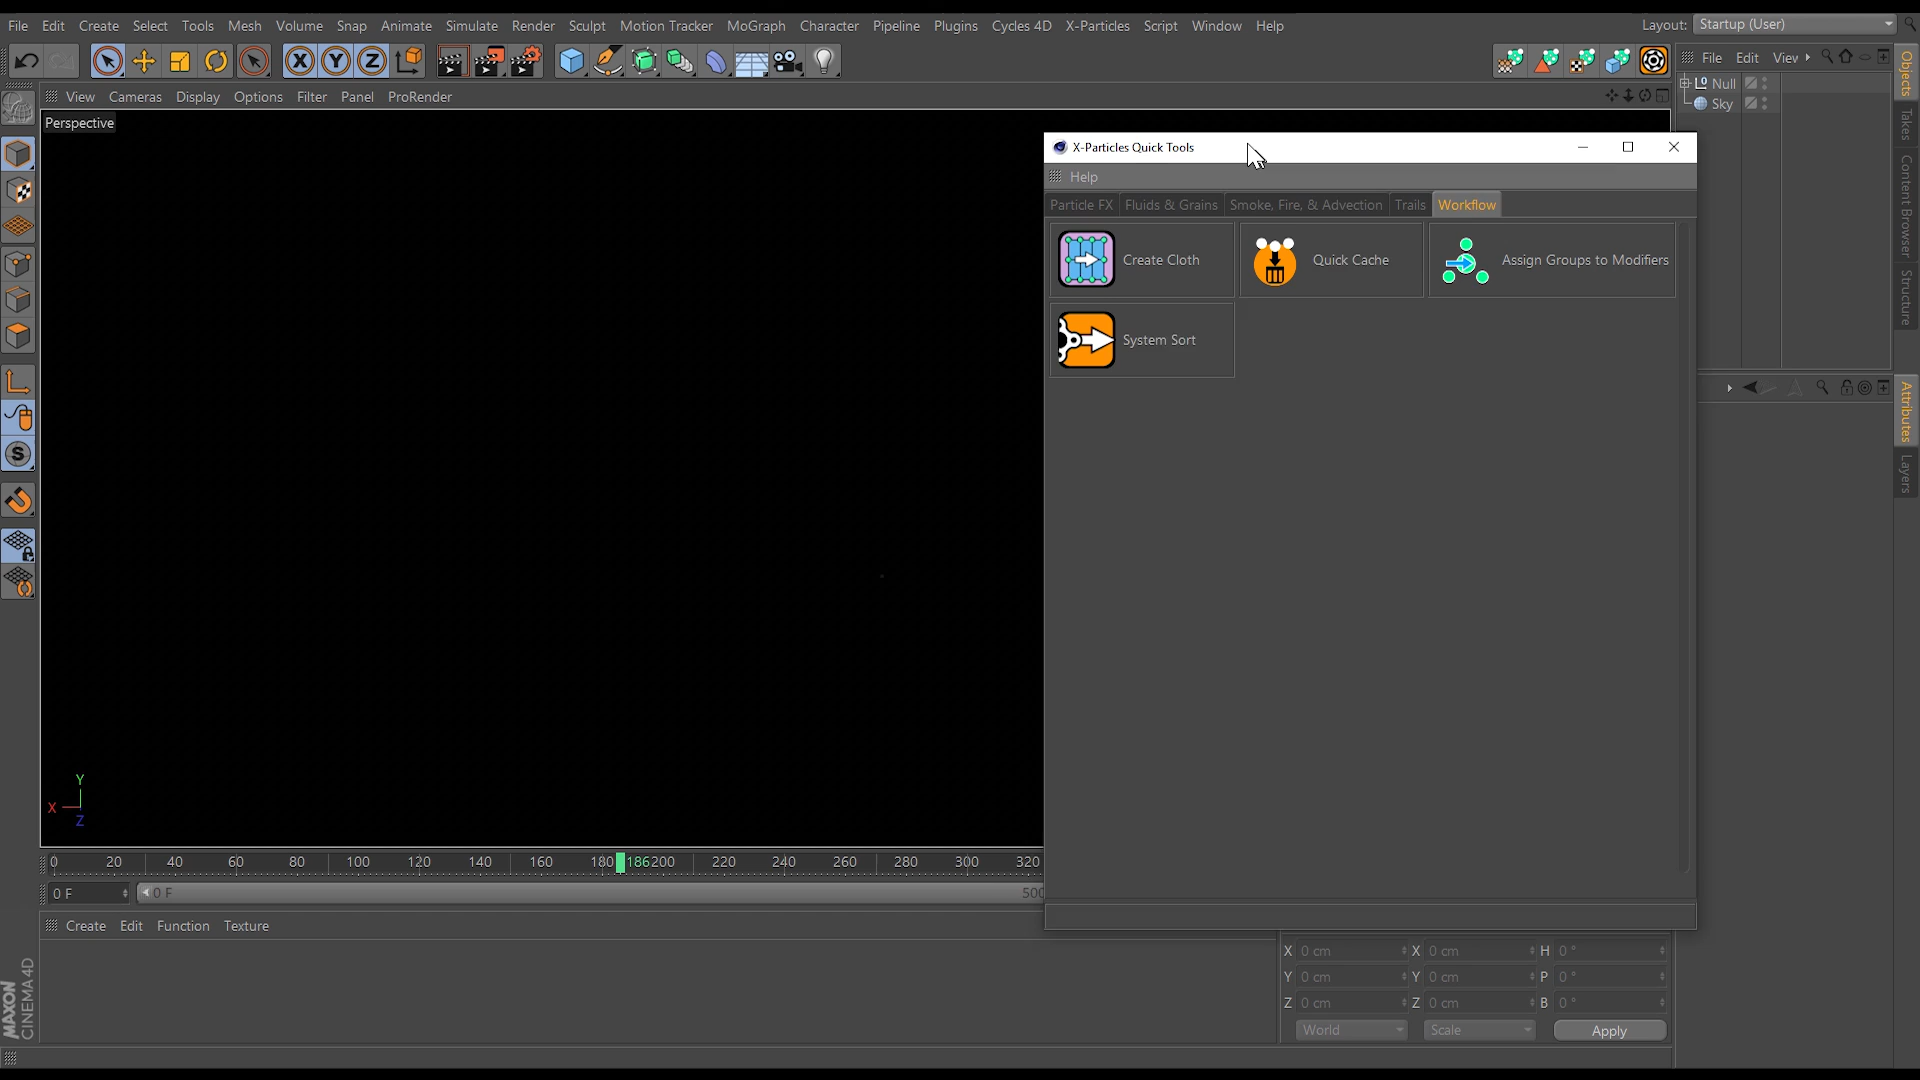 File Edit Create Select Tools Mesh Volume Snap Animate Simulate Render Sculpt Motion Tracker MoGraph Character Pipeline Plugins Cycles 4D X-Particles Script Window Help Layout: Startup (User)
X Y Z
File Edit View
View Cameras Display Options Filter Panel ProRender
Perspective
Null
Sky
Objects
Takes
Content Browser
Structure
Attributes
Layers
X-Particles Quick Tools
Help
Particle FX Fluids & Grains Smoke, Fire, & Advection Trails Workflow
Create Cloth Quick Cache Assign Groups to Modifiers
System Sort
S
Y
X
Z
0 20 40 60 80 100 120 140 160 180 186 200 220 240 260 280 300 320
0 F 0 F 500
Create Edit Function Texture
X 0 cm X 0 cm H 0 °
Y 0 cm Y 0 cm P 0 °
Z 0 cm Z 0 cm B 0 °
World Scale Apply
MAXON
CINEMA4D